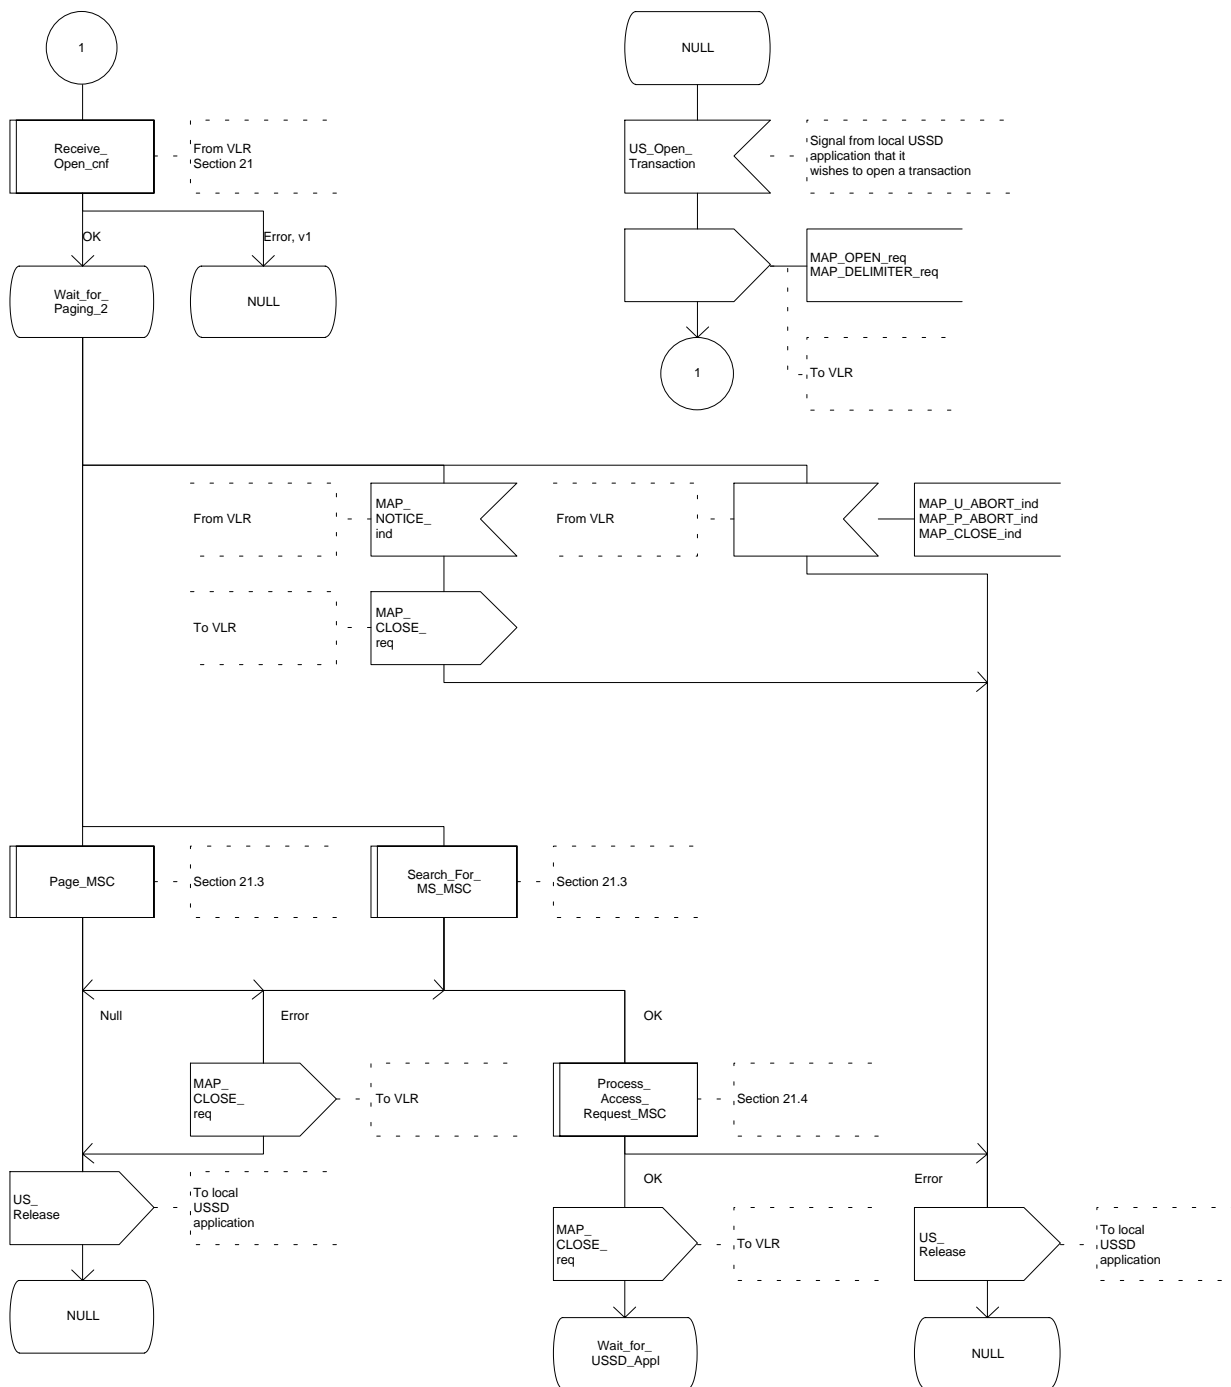 1
NULL
Receive_
Open_cnf
From VLR
Section 21
US_Open_
Transaction
Signal from local USSD
application that it
wishes to open a transaction
OK
Error, v1
MAP_OPEN_req
MAP_DELIMITER_req
Wait_for_
Paging_2
NULL
1
To VLR
From VLR
MAP_
NOTICE_
ind
From VLR
MAP_U_ABORT_ind
MAP_P_ABORT_ind
MAP_CLOSE_ind
To VLR
MAP_
CLOSE_
req
Page_MSC
Section 21.3
Search_For_
MS_MSC
Section 21.3
Null
Error
OK
MAP_
CLOSE_
req
To VLR
Process_
Access_
Request_MSC
Section 21.4
OK
Error
US_
Release
To local
USSD
application
MAP_
CLOSE_
req
To VLR
US_
Release
To local
USSD
application
NULL
Wait_for_
USSD_Appl
NULL